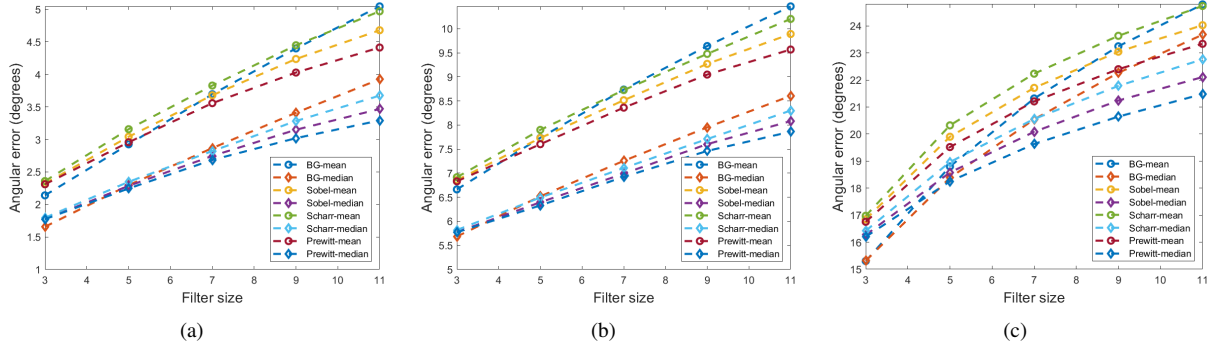 Angular error (degrees)
5
4.5
4
3.5
3
2.5
2
1.5
1
3 4 5 6 7 8 9 10 11
Filter size
BG-mean
BG-median
Sobel-mean
Sobel-median
Scharr-mean
Scharr-median
Prewitt-mean
Prewitt-median
(a)
Angular error (degrees)
10
9.5
9
8.5
8
7.5
7
6.5
6
5.5
5
3 4 5 6 7 8 9 10 11
Filter size
BG-mean
BG-median
Sobel-mean
Sobel-median
Scharr-mean
Scharr-median
Prewitt-mean
Prewitt-median
(b)
Angular error (degrees)
24
23
22
21
20
19
18
17
16
15
3 4 5 6 7 8 9 10 11
Filter size
BG-mean
BG-median
Sobel-mean
Sobel-median
Scharr-mean
Scharr-median
Prewitt-mean
Prewitt-median
(c)